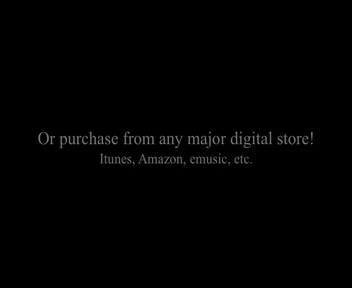 Or purchase from any major digital store!
Itunes, Amazon, emusic, etc.